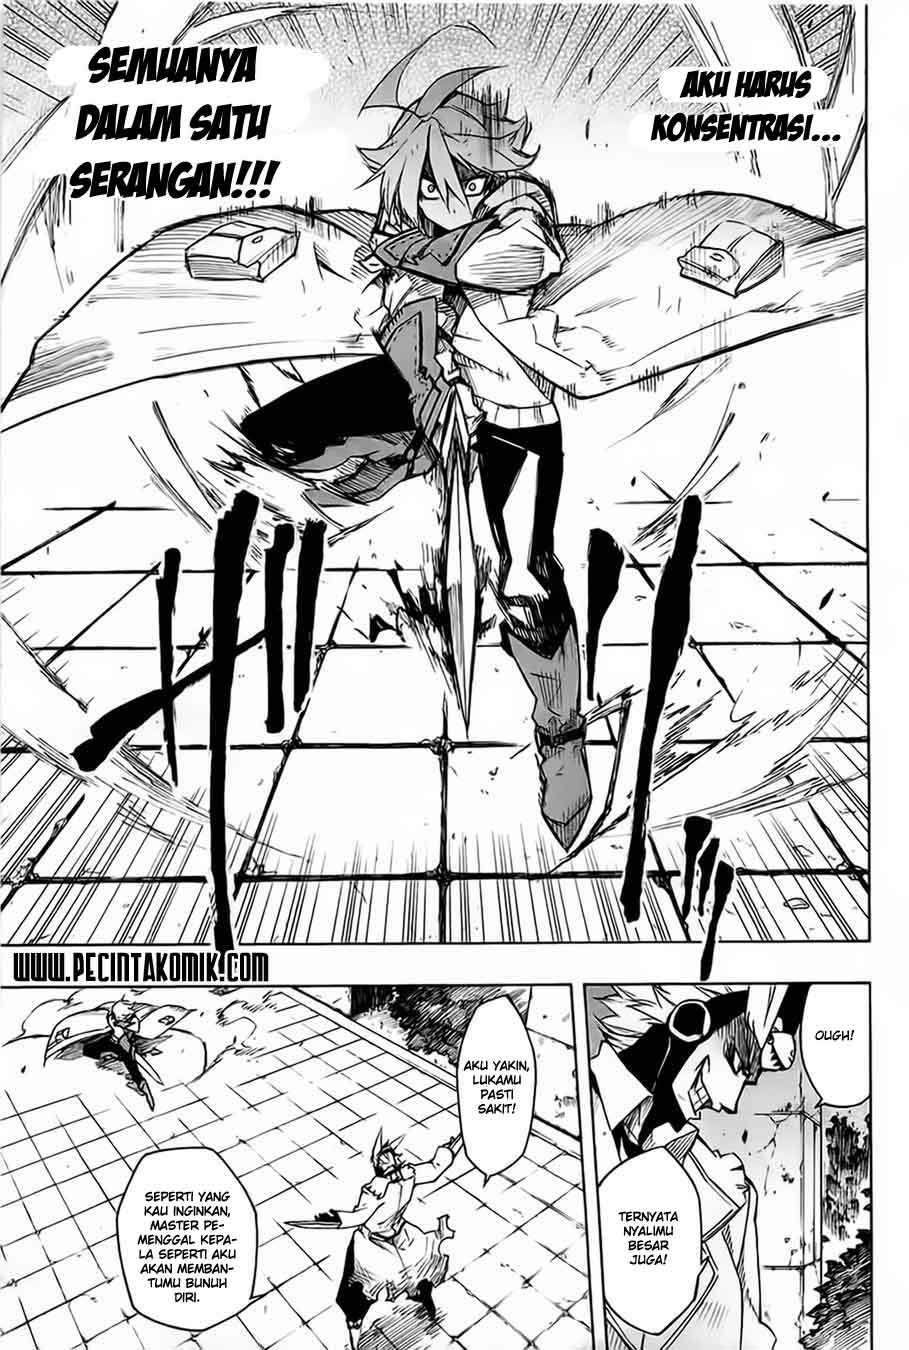 AKU HARUS
KONSENTRASI...
SEMUANYA
DALAM SATU
SERANGAN!!!
WWW.PECINTAKOMIK.COM
OUGH!
TERNYATA
NYALIMU
BESAR
JUGA!
AKU YAKIN,
LUKAMU
PASTI
SAKIT!
SEPERTI YANG
KAU INGINKAN,
MASTER PE-
MENGGAL KEPA-
LA SEPERTI AKU
AKAN MEMBAN-
TUMU BUNUH
DIRI.